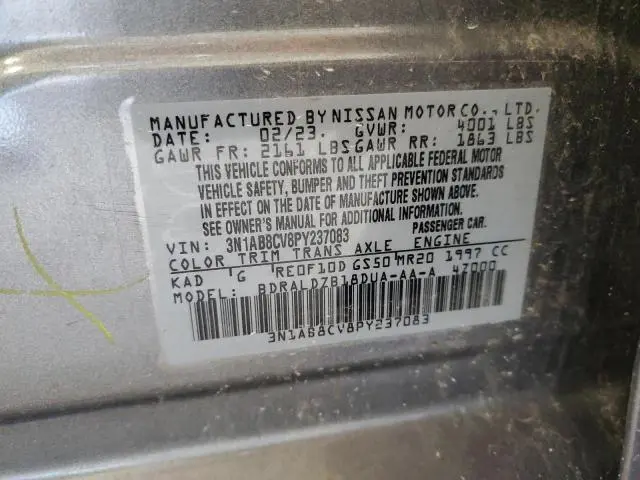 MANUFACTURED BY NISSAN MOTOR CO., LTD.
DATE: 02/23. GVWR: 4001 LBS
GAWR FR: 2161 LBS GAWR RR: 1863 LBS
THIS VEHICLE CONFORMS TO ALL APPLICABLE FEDERAL MOTOR
VEHICLE SAFETY, BUMPER AND THEFT PREVENTION STANDARDS
IN EFFECT ON THE DATE OF MANUFACTURE SHOWN ABOVE.
SEE OWNER'S MANUAL FOR ADDITIONAL INFORMATION.
VIN: 3N1AB8CV8PY237083 PASSENGER CAR.
COLOR TRIM TRANS AXLE ENGINE
KAD G RE0F10D GS50 MR20 1997 CC
MODEL: BDRALDZB18DUA-AA-A 4Z000
3N1AB8CV8PY237083